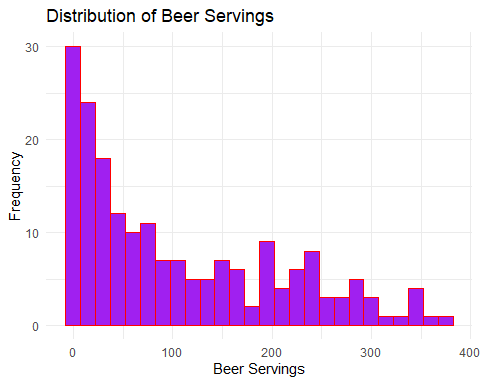 Distribution of Beer Servings
Frequency
30
20
10
0
0 100 200 300 400
Beer Servings